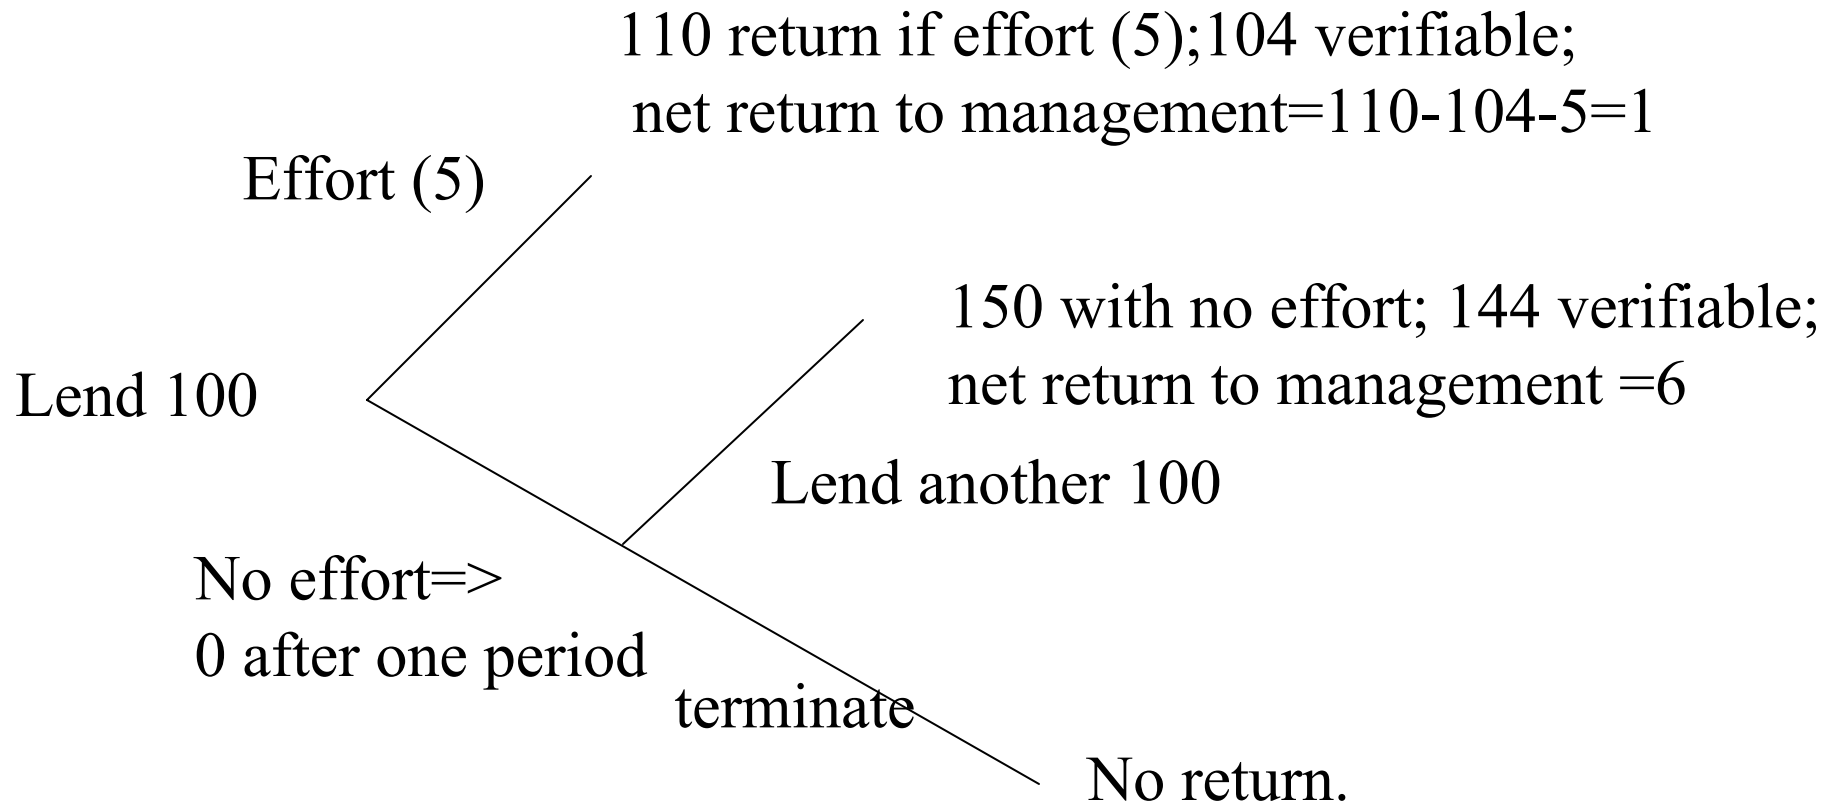 110 return if effort (5);104 verifiable;
net return to management=110-104-5=1
Effort (5)
150 with no effort; 144 verifiable;
net return to management =6
Lend 100
Lend another 100
No effort=>
0 after one period
terminate
No return.